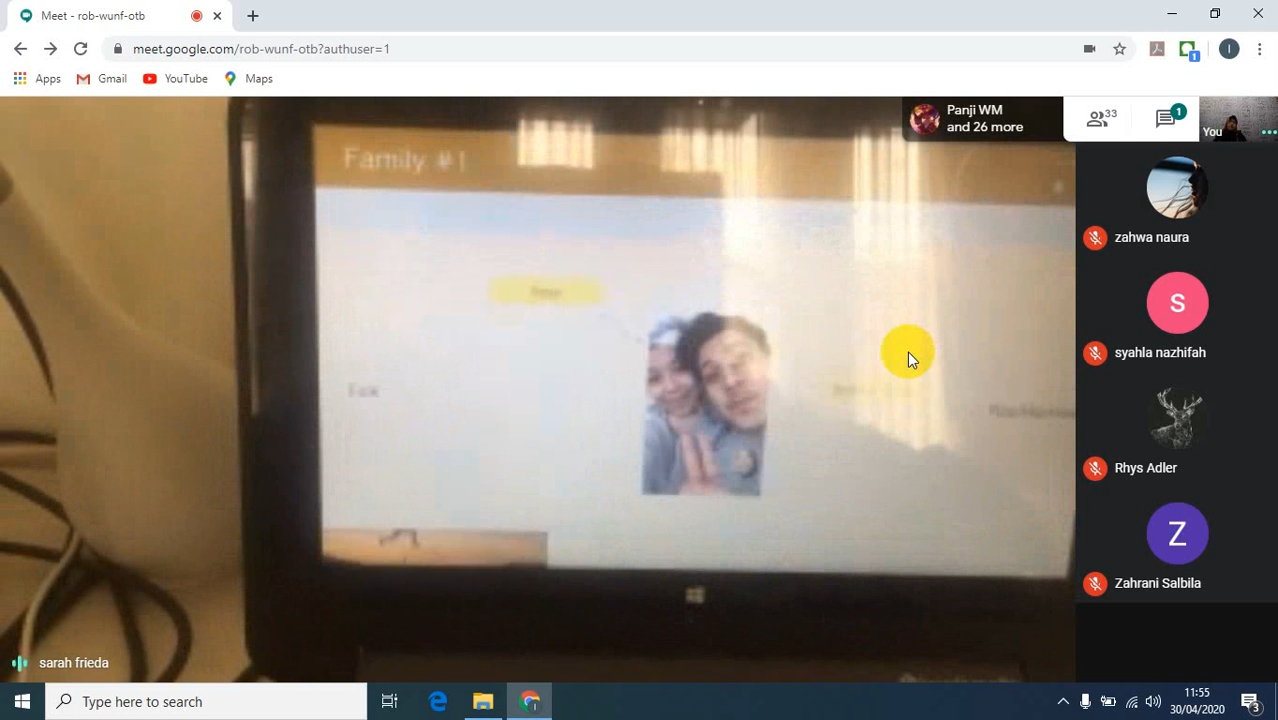 Meet - rob-wunf-otb
meet.google.com/rob-wunf-otb?authuser=1
I
1
Apps
Gmail
YouTube
Maps
Panji WM
and 26 more
33
1
You
Family #1
zahwa naura
S
syahla nazhifah
Rhys Adler
Z
Zahrani Salbila
sarah frieda
Type here to search
11:55
30/04/2020
3